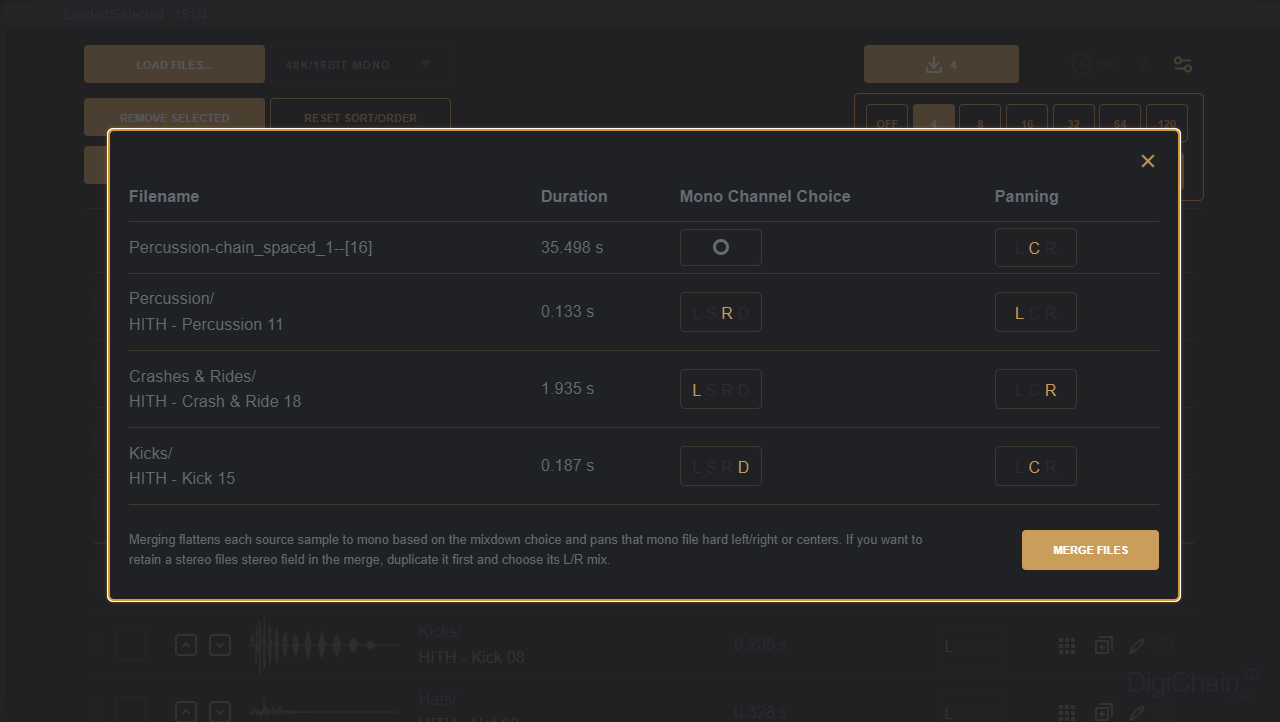 Loaded/Selected 151/4
LOAD FILES... 48K/16BIT MONO 4 OFF ?
REMOVE SELECTED RESET SORT/ORDER OFF 4 8 16 32 64 120
Filename Duration Mono Channel Choice Panning
Percussion-chain_spaced_1--[16] 35.498 s L C R
Percussion/
HITH - Percussion 11 0.133 s L S R D L C R
Crashes & Rides/
HITH - Crash & Ride 18 1.935 s L S R D L C R
Kicks/
HITH - Kick 15 0.187 s L S R D L C R
Merging flattens each source sample to mono based on the mixdown choice and pans that mono file hard left/right or centers. If you want to
retain a stereo files stereo field in the merge, duplicate it first and choose its L/R mix.
MERGE FILES
Kicks/
HITH - Kick 08 0.205 s L
Hats/
0.328 s L
DigiChain